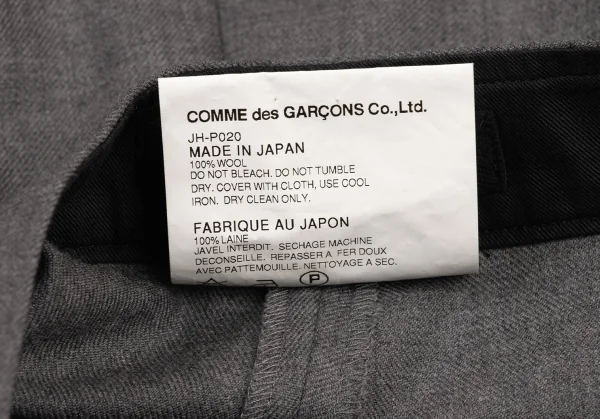 COMME des GARÇONS Co.,Ltd.
JH-P020
MADE IN JAPAN
100% WOOL
DO NOT BLEACH. DO NOT TUMBLE
DRY. COVER WITH CLOTH, USE COOL
IRON. DRY CLEAN ONLY.
FABRIQUE AU JAPON
100% LAINE
JAVEL INTERDIT. SECHAGE MACHINE
DECONSEILLE. REPASSER A FER DOUX
AVEC PATTEMOUILLE. NETTOYAGE A SEC.
P